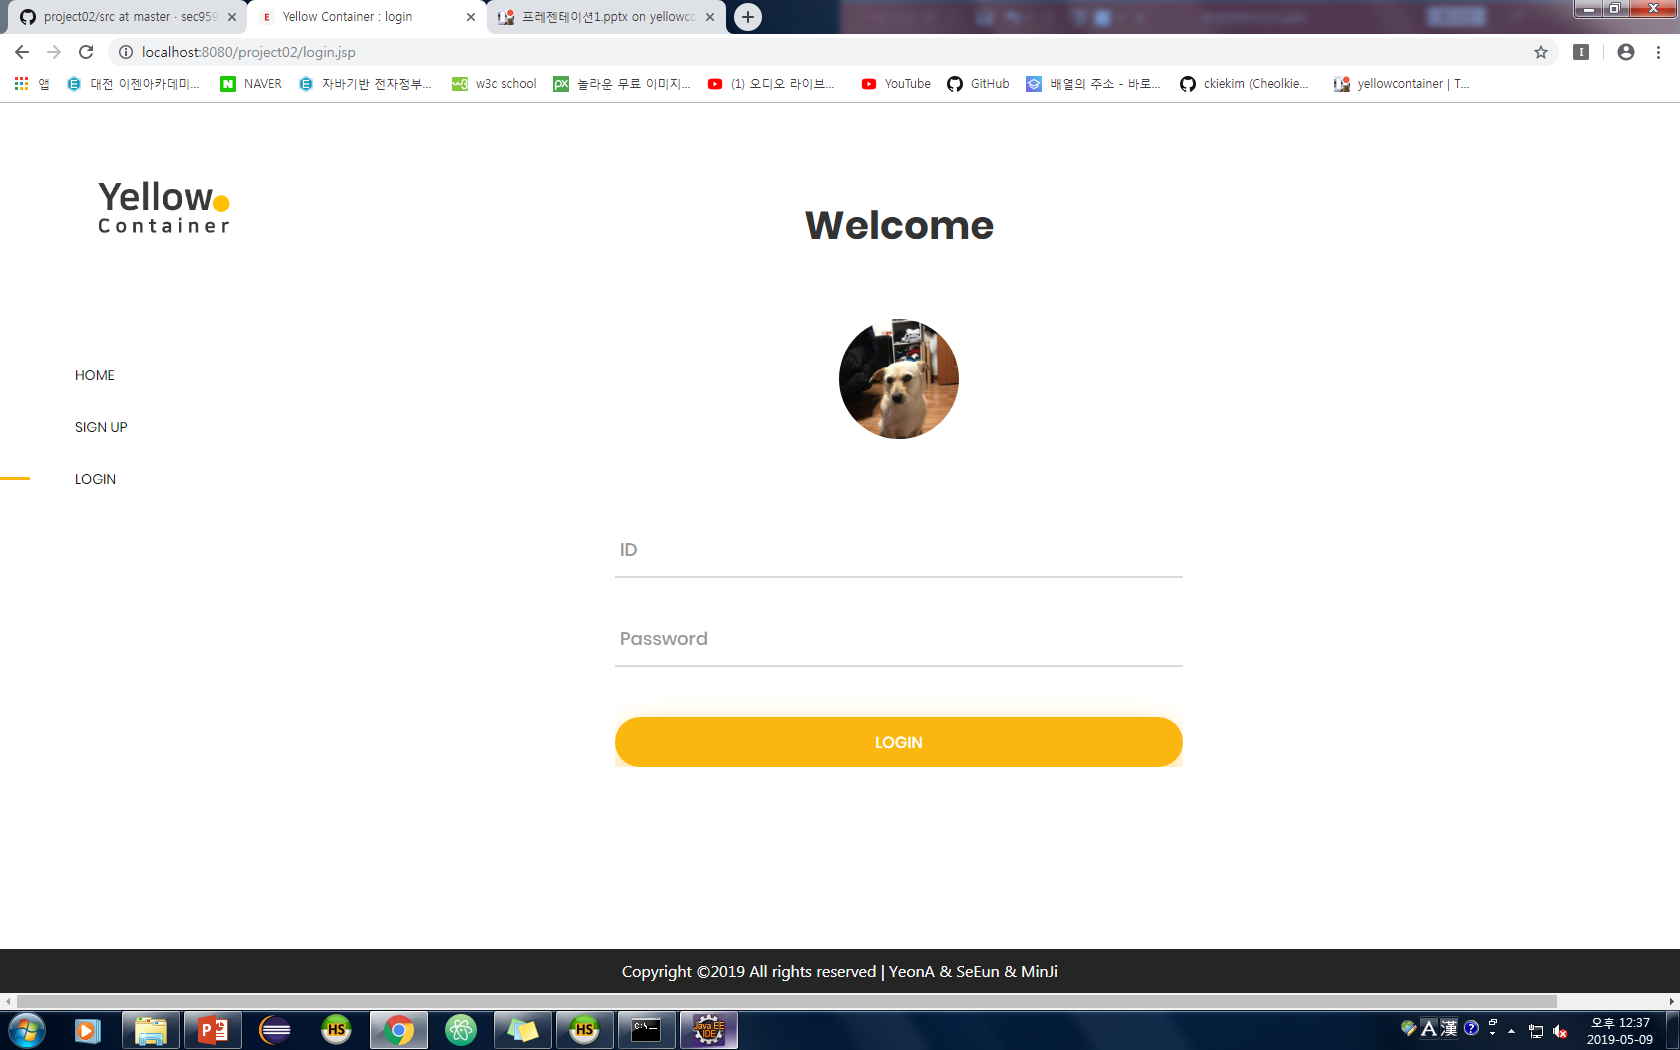 project02/src at master · sec959
Yellow Container : login
프레젠테이션1.pptx on yellowco
localhost:8080/project02/login.jsp
앱
대전 이젠아카데미...
NAVER
자바기반 전자정부...
w3c school
놀라운 무료 이미지...
(1) 오디오 라이브...
YouTube
GitHub
배열의 주소 - 바로...
ckiekim (Cheolkie...
yellowcontainer | T...
Yellow
Container
Welcome
HOME
SIGN UP
LOGIN
ID
Password
LOGIN
Copyright ©2019 All rights reserved | YeonA & SeEun & MinJi
A 漢
오후 12:37
2019-05-09